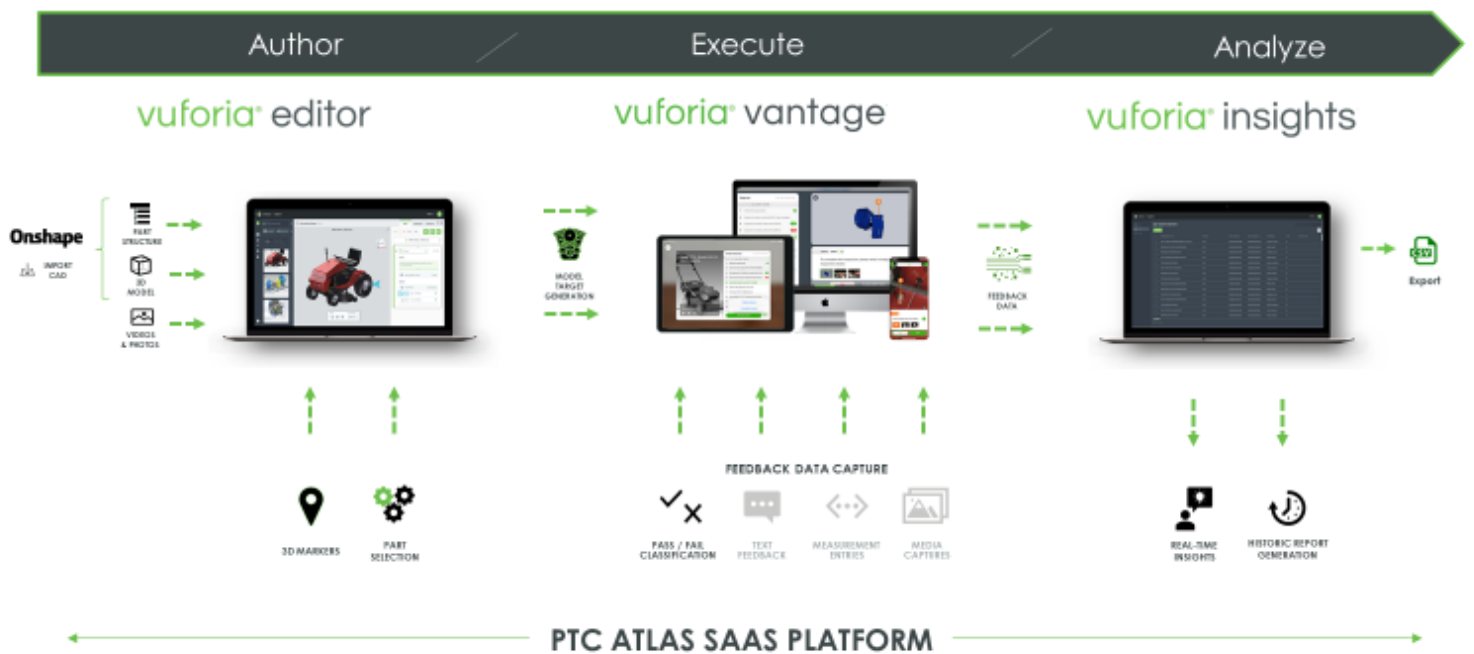 Author
Execute
Analyze
vuforia® editor
vuforia® vantage
vuforia® insights
Onshape
IMPORT
CAD
PART
STRUCTURE
3D
MODEL
VIDEOS
& PHOTOS
MODEL
TARGET
GENERATION
FEEDBACK
DATA
CSV
Export
3D MARKERS
PART
SELECTION
FEEDBACK DATA CAPTURE
PASS / FAIL
CLASSIFICATION
TEXT
FEEDBACK
MEASUREMENT
ENTRIES
MEDIA
CAPTURES
REAL-TIME
INSIGHTS
HISTORIC REPORT
GENERATION
PTC ATLAS SAAS PLATFORM